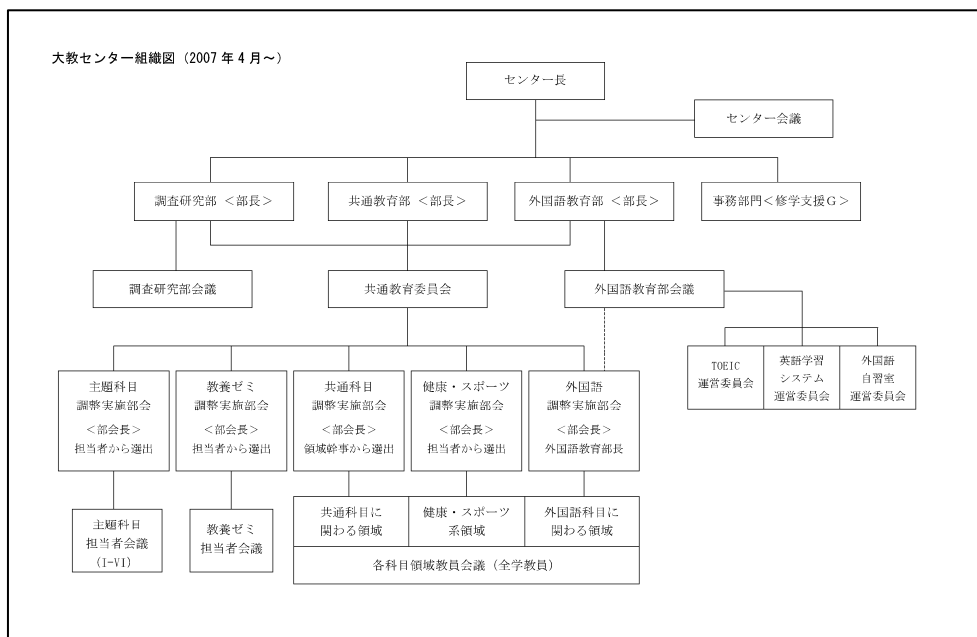 大教センター組織図（2007年4月～）
センター長
センター会議
調査研究部 ＜部長＞
共通教育部 ＜部長＞
外国語教育部 ＜部長＞
事務部門＜修学支援Ｇ＞
調査研究部会議
共通教育委員会
外国語教育部会議
TOEIC
運営委員会
英語学習
システム
運営委員会
外国語
自習室
運営委員会
主題科目
調整実施部会
＜部会長＞
担当者から選出
教養ゼミ
調整実施部会
＜部会長＞
担当者から選出
共通科目
調整実施部会
＜部会長＞
領域幹事から選出
健康・スポーツ
調整実施部会
＜部会長＞
担当者から選出
外国語
調整実施部会
＜部会長＞
外国語教育部長
主題科目
担当者会議
(I-VI)
教養ゼミ
担当者会議
共通科目に
関わる領域
健康・スポーツ
系領域
外国語科目に
関わる領域
各科目領域教員会議（全学教員）